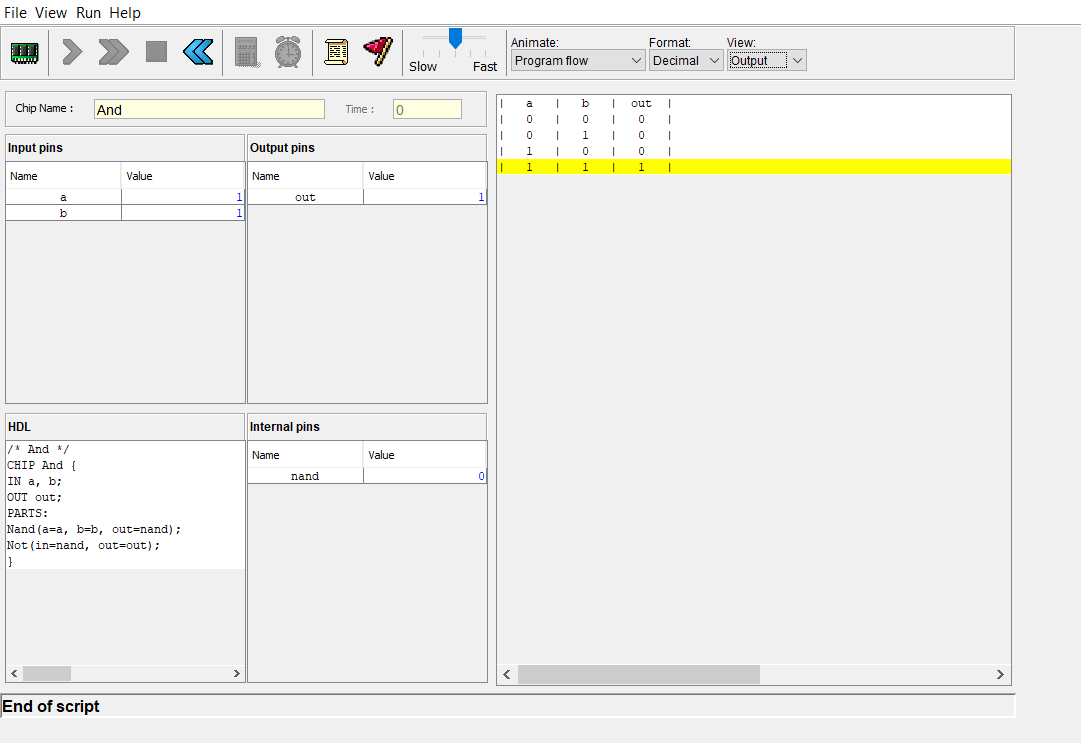 File View Run Help
Slow Fast
Animate: Format: View:
Program flow Decimal Output
Chip Name : And Time : 0
Input pins
Name Value
a 1
b 1
Output pins
Name Value
out 1
HDL
/* And */
CHIP And {
IN a, b;
OUT out;
PARTS:
Nand(a=a, b=b, out=nand);
Not(in=nand, out=out);
}
Internal pins
Name Value
nand 0
| a | b | out |
| 0 | 0 | 0 |
| 0 | 1 | 0 |
| 1 | 0 | 0 |
| 1 | 1 | 1 |
End of script